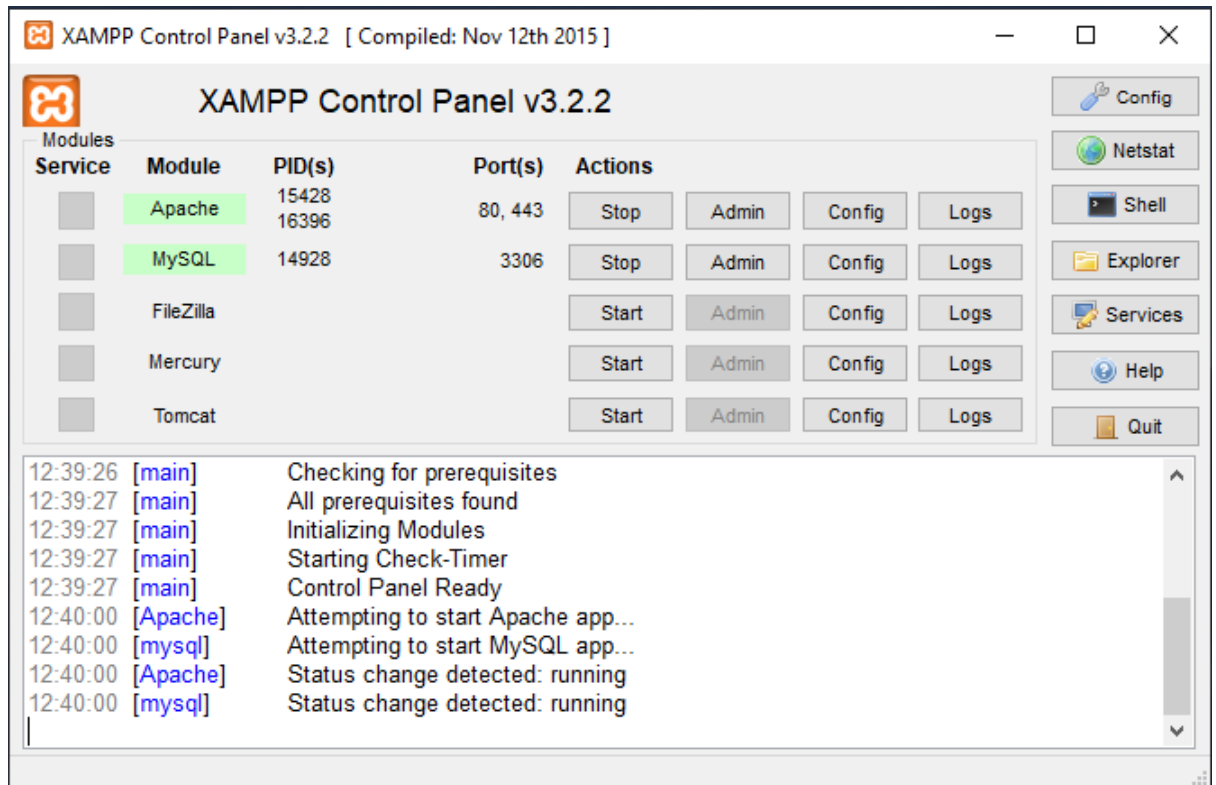 XAMPP Control Panel v3.2.2 [ Compiled: Nov 12th 2015 ]
XAMPP Control Panel v3.2.2
Config
Modules
Netstat
Service Module PID(s) Port(s) Actions
Apache 15428 16396 80, 443 Stop Admin Config Logs
Shell
MySQL 14928 3306 Stop Admin Config Logs
Explorer
FileZilla Start Admin Config Logs
Services
Mercury Start Admin Config Logs
Help
Tomcat Start Admin Config Logs
Quit
12:39:26 [main] Checking for prerequisites
12:39:27 [main] All prerequisites found
12:39:27 [main] Initializing Modules
12:39:27 [main] Starting Check-Timer
12:39:27 [main] Control Panel Ready
12:40:00 [Apache] Attempting to start Apache app...
12:40:00 [mysql] Attempting to start MySQL app...
12:40:00 [Apache] Status change detected: running
12:40:00 [mysql] Status change detected: running